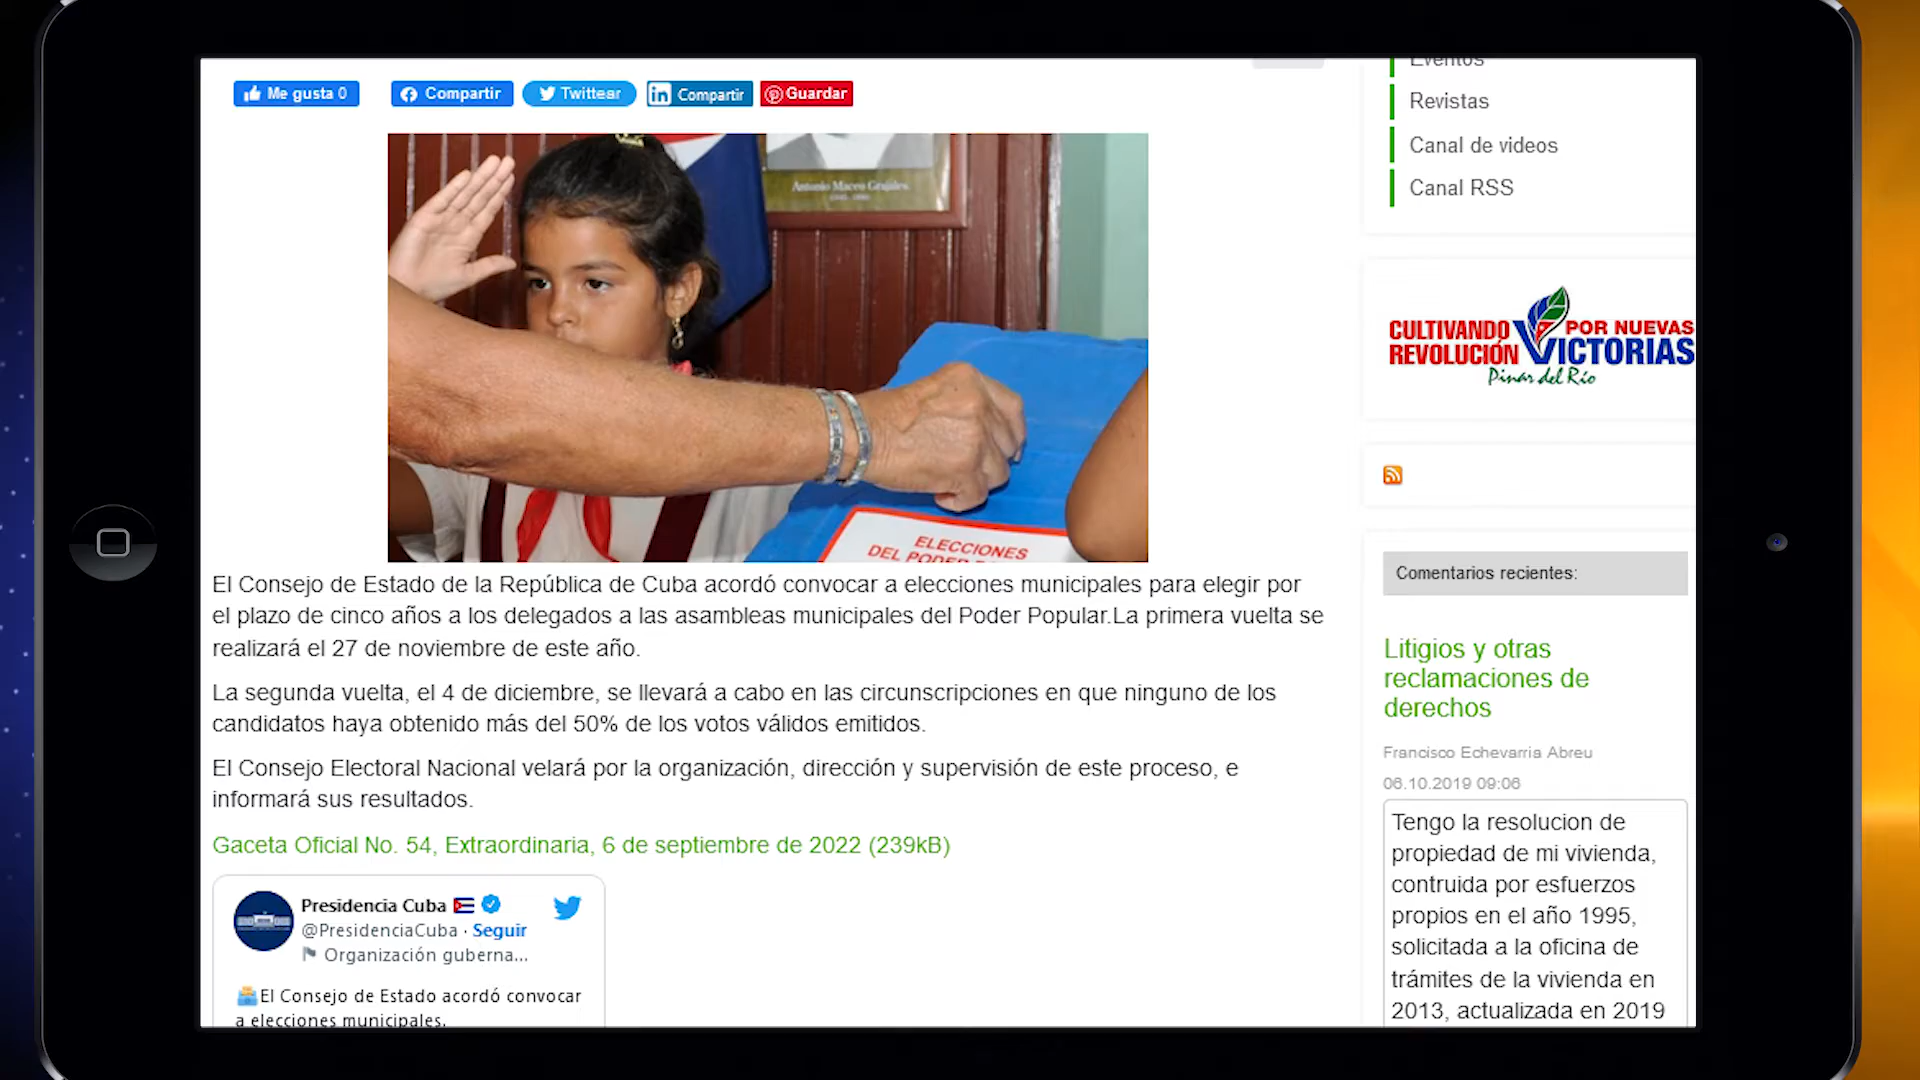 Me gusta 0
Compartir
Twittear
Compartir
Guardar
Antonio Maceo Grajales
ELECCIONES
El Consejo de Estado de la República de Cuba acordó convocar a elecciones municipales para elegir por
el plazo de cinco años a los delegados a las asambleas municipales del Poder Popular.La primera vuelta se
realizará el 27 de noviembre de este año.
La segunda vuelta, el 4 de diciembre, se llevará a cabo en las circunscripciones en que ninguno de los
candidatos haya obtenido más del 50% de los votos válidos emitidos.
El Consejo Electoral Nacional velará por la organización, dirección y supervisión de este proceso, e
informará sus resultados.
Gaceta Oficial No. 54, Extraordinaria, 6 de septiembre de 2022 (239kB)
Presidencia Cuba
@PresidenciaCuba · Seguir
Organización guberna...
El Consejo de Estado acordó convocar
a elecciones municipales.
Eventos
Revistas
Canal de videos
Canal RSS
CULTIVANDO
REVOLUCIÓN
POR NUEVAS
VICTORIAS
Pinar del Río
Comentarios recientes:
Litigios y otras
reclamaciones de
derechos
Francisco Echevarria Abreu
06.10.2019 09:06
Tengo la resolucion de
propiedad de mi vivienda,
contruida por esfuerzos
propios en el año 1995,
solicitada a la oficina de
trámites de la vivienda en
2013, actualizada en 2019